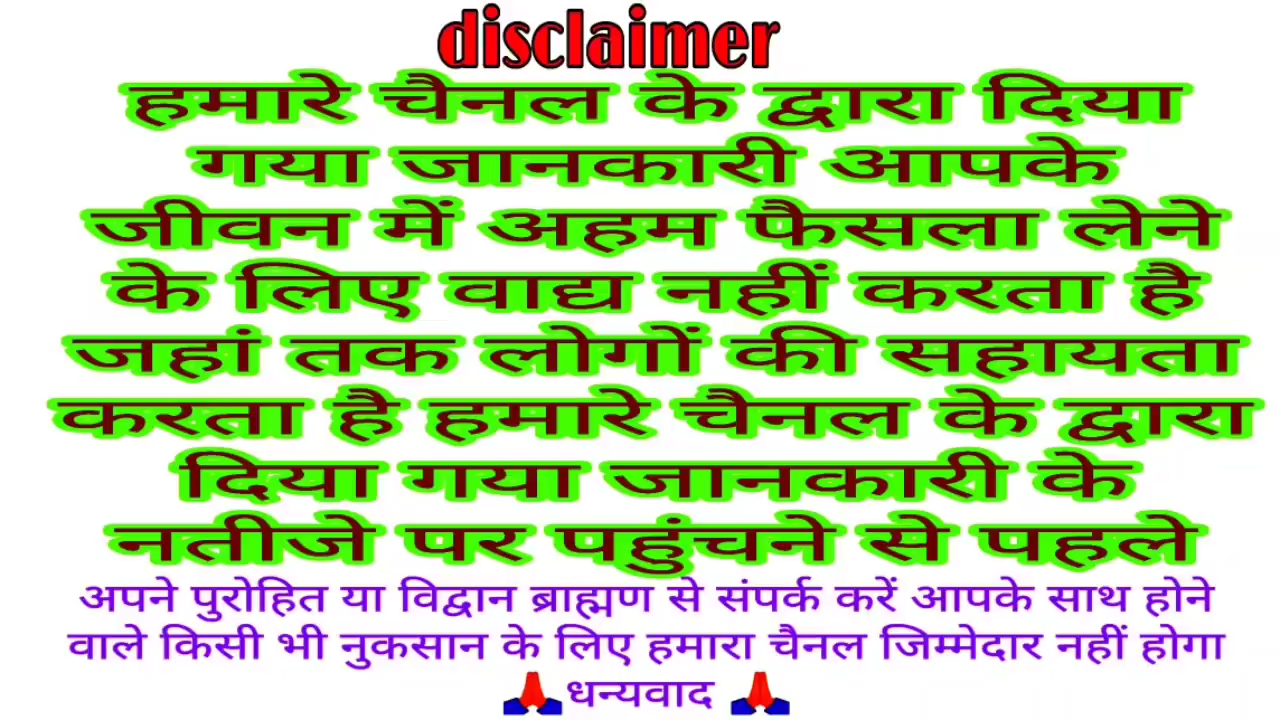 disclaimer
हमारे चैनल के द्वारा दिया
गया जानकारी आपके
जीवन में अहम फैसला लेने
के लिए वाद्य नहीं करता है
जहां तक लोगों की सहायता
करता है हमारे चैनल के द्वारा
दिया गया जानकारी के
नतीजे पर पहुंचने से पहले
अपने पुरोहित या विद्वान ब्राह्मण से संपर्क करें आपके साथ होने
वाले किसी भी नुकसान के लिए हमारा चैनल जिम्मेदार नहीं होगा
🙏धन्यवाद 🙏